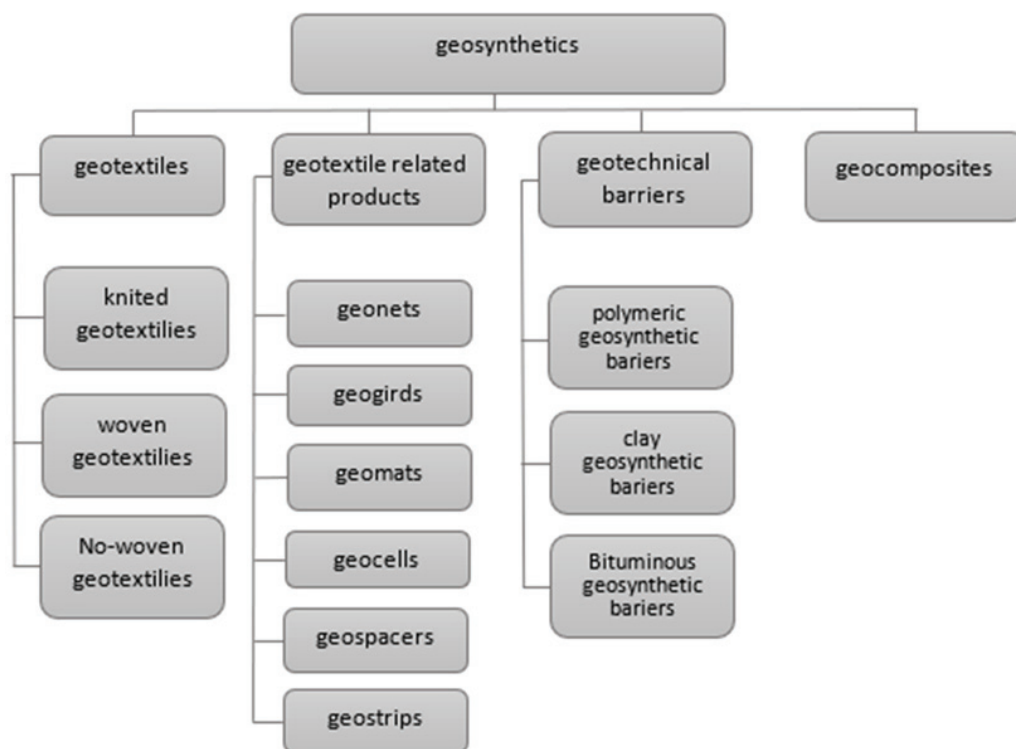 geosynthetics
geotextiles
geotextile related
products
geotechnical
barriers
geocomposites
knited
geotextilies
woven
geotextilies
No-woven
geotextilies
geonets
geogirds
geomats
geocells
geospacers
geostrips
polymeric
geosynthetic
bariers
clay
geosynthetic
bariers
Bituminous
geosynthetic
bariers